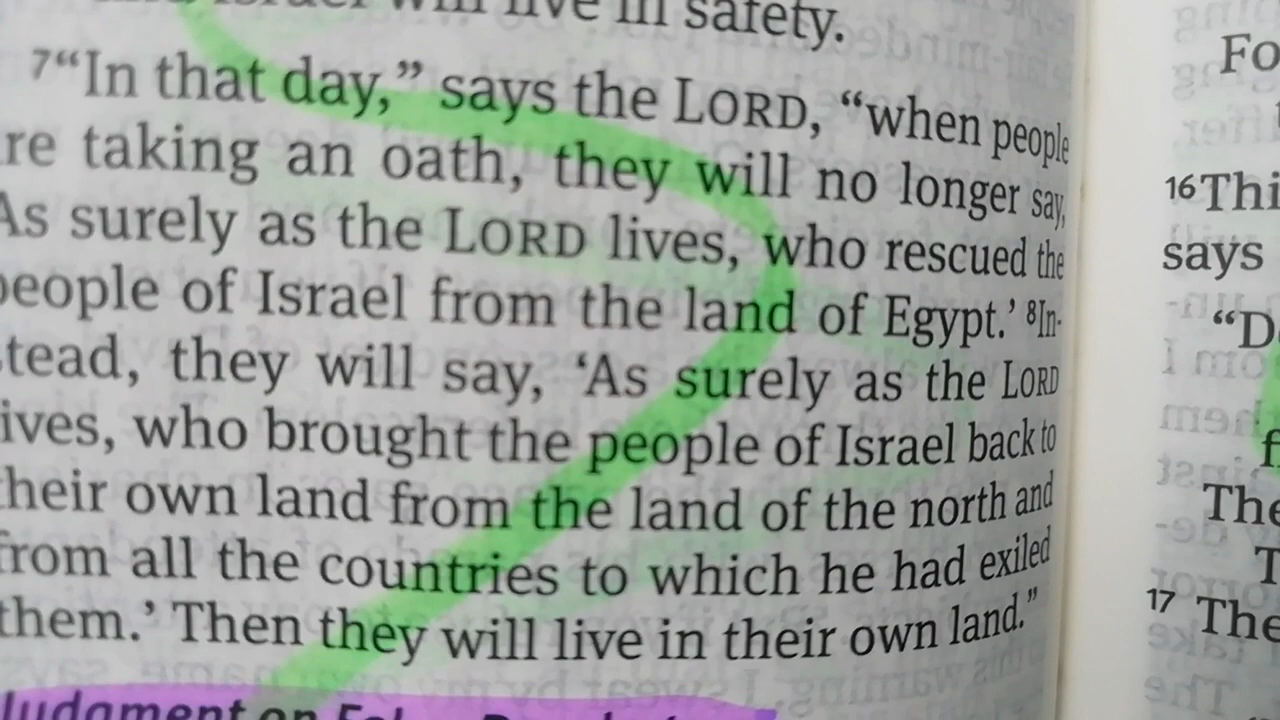 and Israel will live in safety.
7“In that day,” says the LORD, “when people
re taking an oath, they will no longer say,
As surely as the LORD lives, who rescued the
people of Israel from the land of Egypt.’ 8In-
stead, they will say, ‘As surely as the LORD
ives, who brought the people of Israel back to
their own land from the land of the north and
from all the countries to which he had exiled
them.’ Then they will live in their own land.”
Judgment on
Fo
16Thi
says
“D
f
The
T
17 The